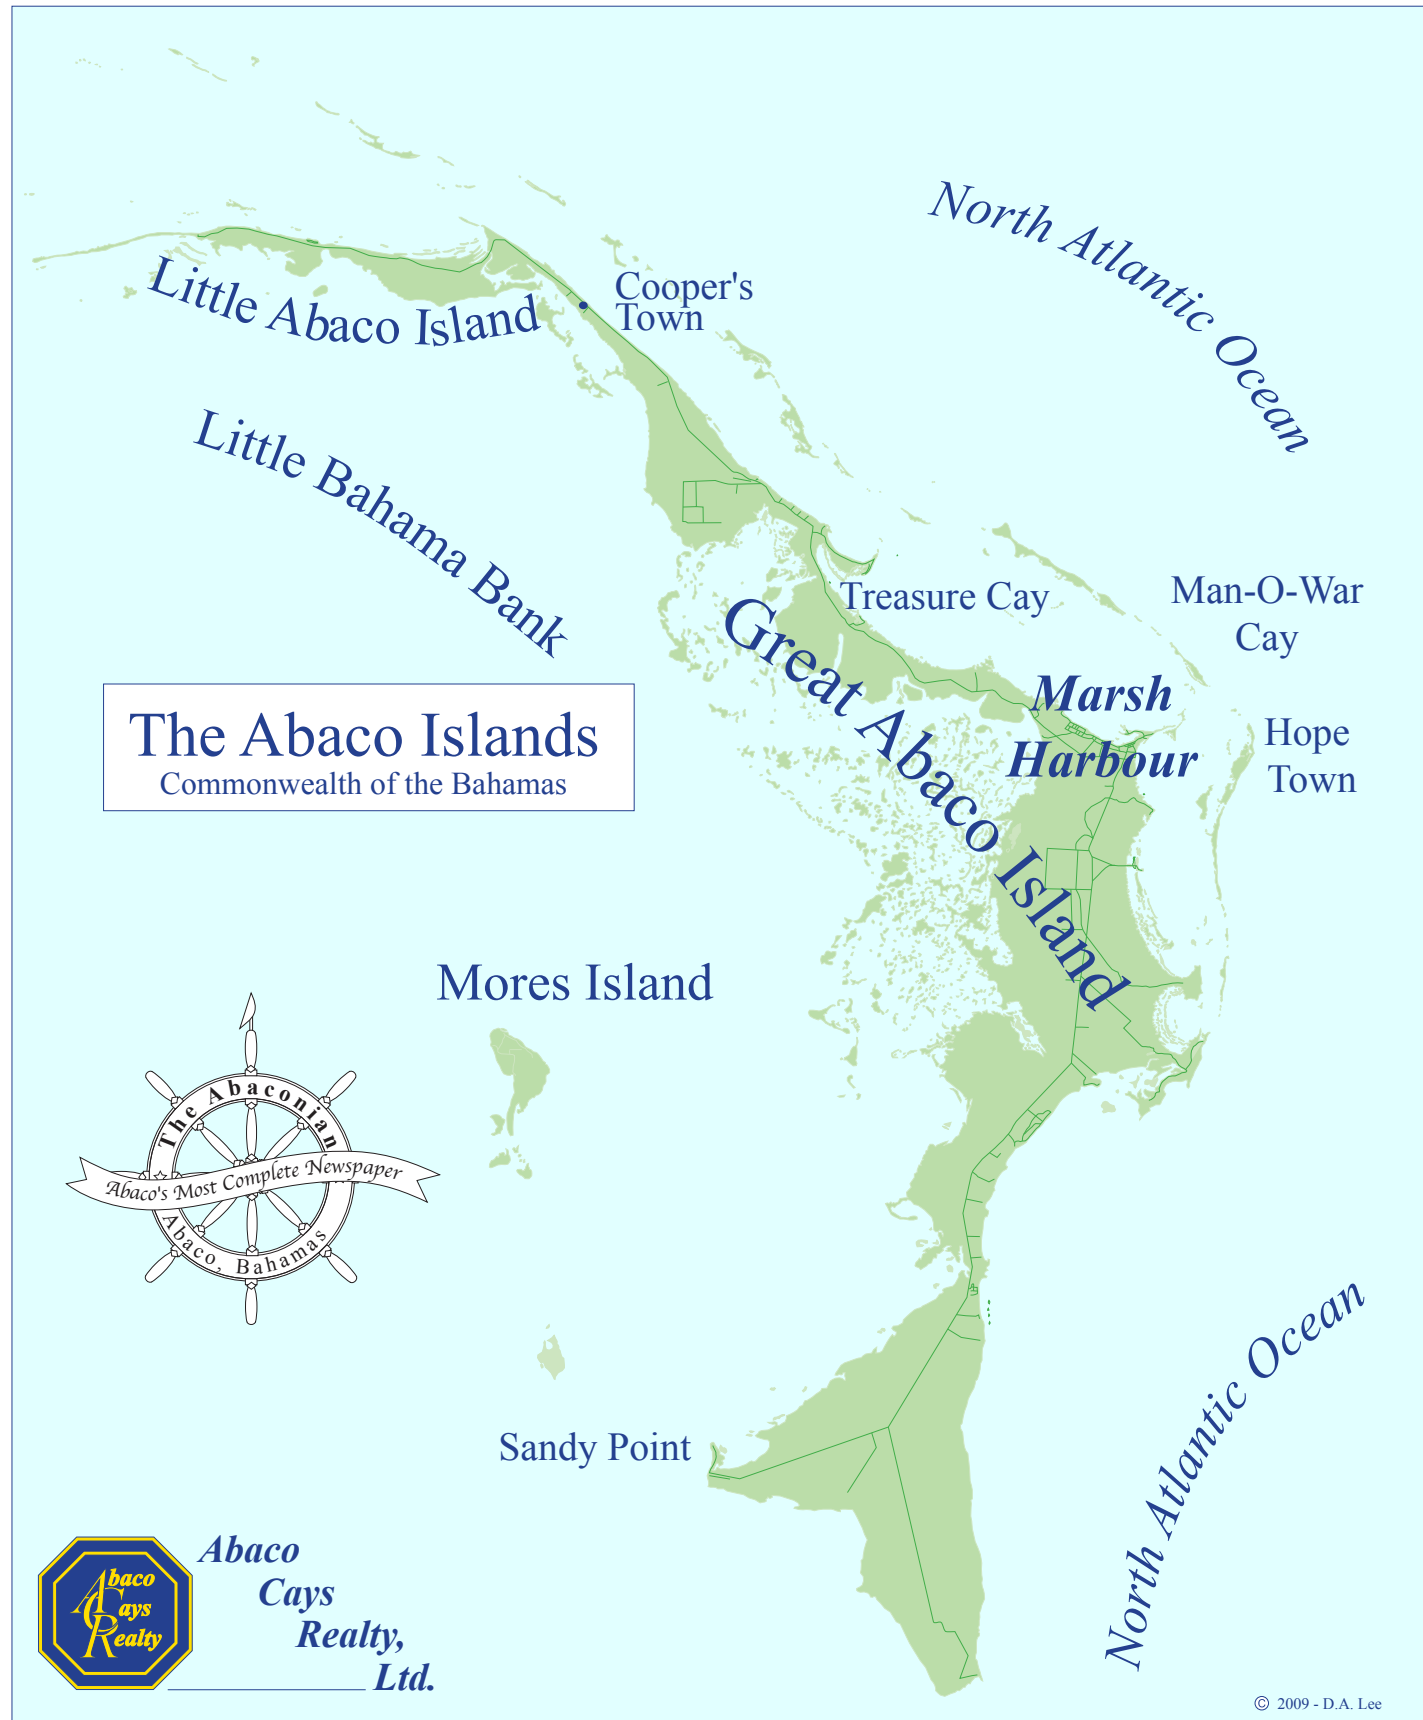 North Atlantic Ocean
Cooper's
Town
Little Abaco Island
Little Bahama Bank
Treasure Cay
Man-O-War
Cay
Great Abaco Island
Marsh
Harbour
Hope
Town
The Abaco Islands
Commonwealth of the Bahamas
Mores Island
The Abaconian
Abaco's Most Complete Newspaper
Abaco, Bahamas
North Atlantic Ocean
Sandy Point
Abaco
Cays
Realty
Abaco
Cays
Realty,
Ltd.
© 2009 - D.A. Lee